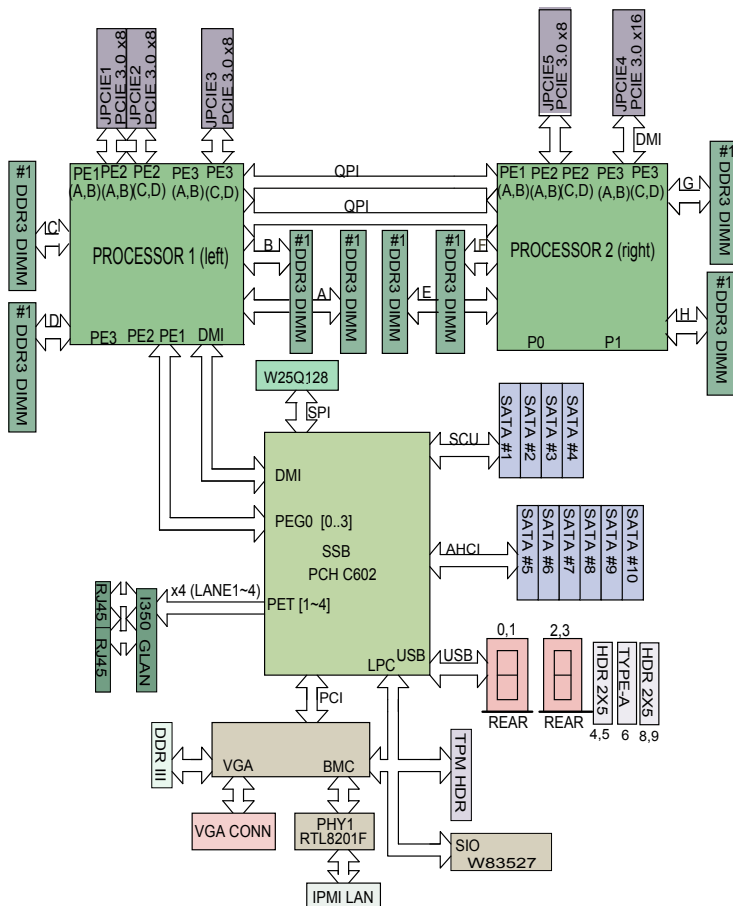 JPCIE1
PCIE 3.0 x8
JPCIE2
PCIE 3.0 x8
JPCIE3
PCIE 3.0 x8
JPCIE5
PCIE 3.0 x8
JPCIE4
PCIE 3.0 x16
DMI
PE1 PE2 PE2 PE3 PE3
(A,B) (A,B) (C,D) (A,B) (C,D)
PROCESSOR 1 (left)
PE3 PE2 PE1 DMI
QPI
QPI
PE1 PE2 PE2 PE3 PE3
(A,B) (A,B) (C,D) (A,B) (C,D)
PROCESSOR 2 (right)
P0 P1
#1 DDR3 DIMM
C
#1 DDR3 DIMM
D
B
#1 DDR3 DIMM
A
#1 DDR3 DIMM
E
#1 DDR3 DIMM
F
#1 DDR3 DIMM
G
#1 DDR3 DIMM
H
#1 DDR3 DIMM
W25Q128
SPI
DMI
PEG0 [0..3]
SSB
PCH C602
PET [1~4]
LPC
USB
SCU
SATA #1
SATA #2
SATA #3
SATA #4
AHCI
SATA #5
SATA #6
SATA #7
SATA #8
SATA #9
SATA #10
x4 (LANE1~4)
RJ45
RJ45
I350 GLAN
USB
0,1
REAR
2,3
REAR
HDR 2X5
4,5
TYPE-A
6
HDR 2X5
8,9
PCI
DDR III
VGA BMC
TPM HDR
VGA CONN
PHY1
RTL8201F
IPMI LAN
SIO
W83527